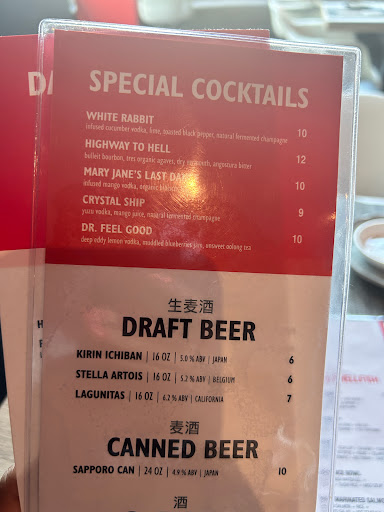 DA
SPECIAL COCKTAILS
WHITE RABBIT 10
infused cucumber vodka, lime, toasted black pepper, natural fermented champagne
HIGHWAY TO HELL 12
bulleit bourbon, tres organic agaves, dry vermouth, angostura bitter
MARY JANE'S LAST DA 10
infused mango vodka, organic
CRYSTAL SHIP 9
yuzu vodka, mango juice, natural fermented champagne
DR. FEEL GOOD 10
deep eddy lemon vodka, muddled blueberries, unsweet oolong tea
生麦酒
DRAFT BEER
KIRIN ICHIBAN | 16 OZ | 5.0 % ABV | JAPAN 6
STELLA ARTOIS | 16 OZ | 5.2 % ABV | BELGIUM 6
LAGUNITAS | 16 OZ | 6.2 % ABV | CALIFORNIA 7
麦酒
CANNED BEER
SAPPORO CAN | 24 OZ | 4.9 % ABV | JAPAN 10
酒